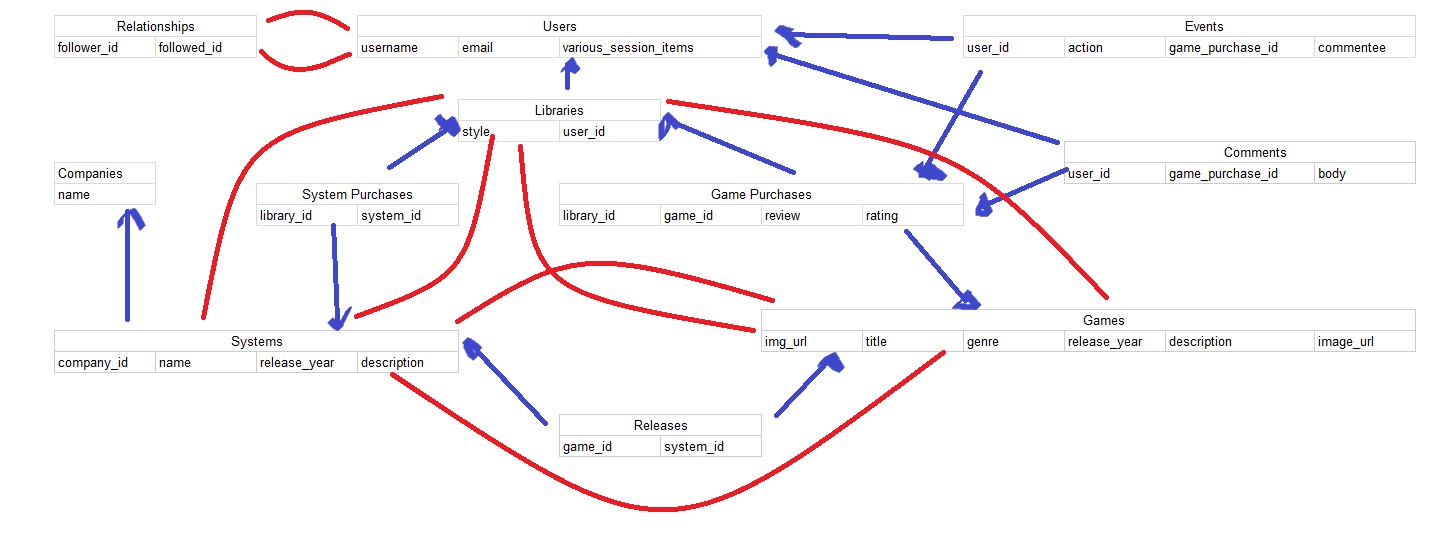 Relationships
follower_id followed_id
Users
username email various_session_items
Events
user_id action game_purchase_id commentee
Libraries
style user_id
Comments
user_id game_purchase_id body
Companies
name
System Purchases
library_id system_id
Game Purchases
library_id game_id review rating
Systems
company_id name release_year description
Games
img_url title genre release_year description image_url
Releases
game_id system_id